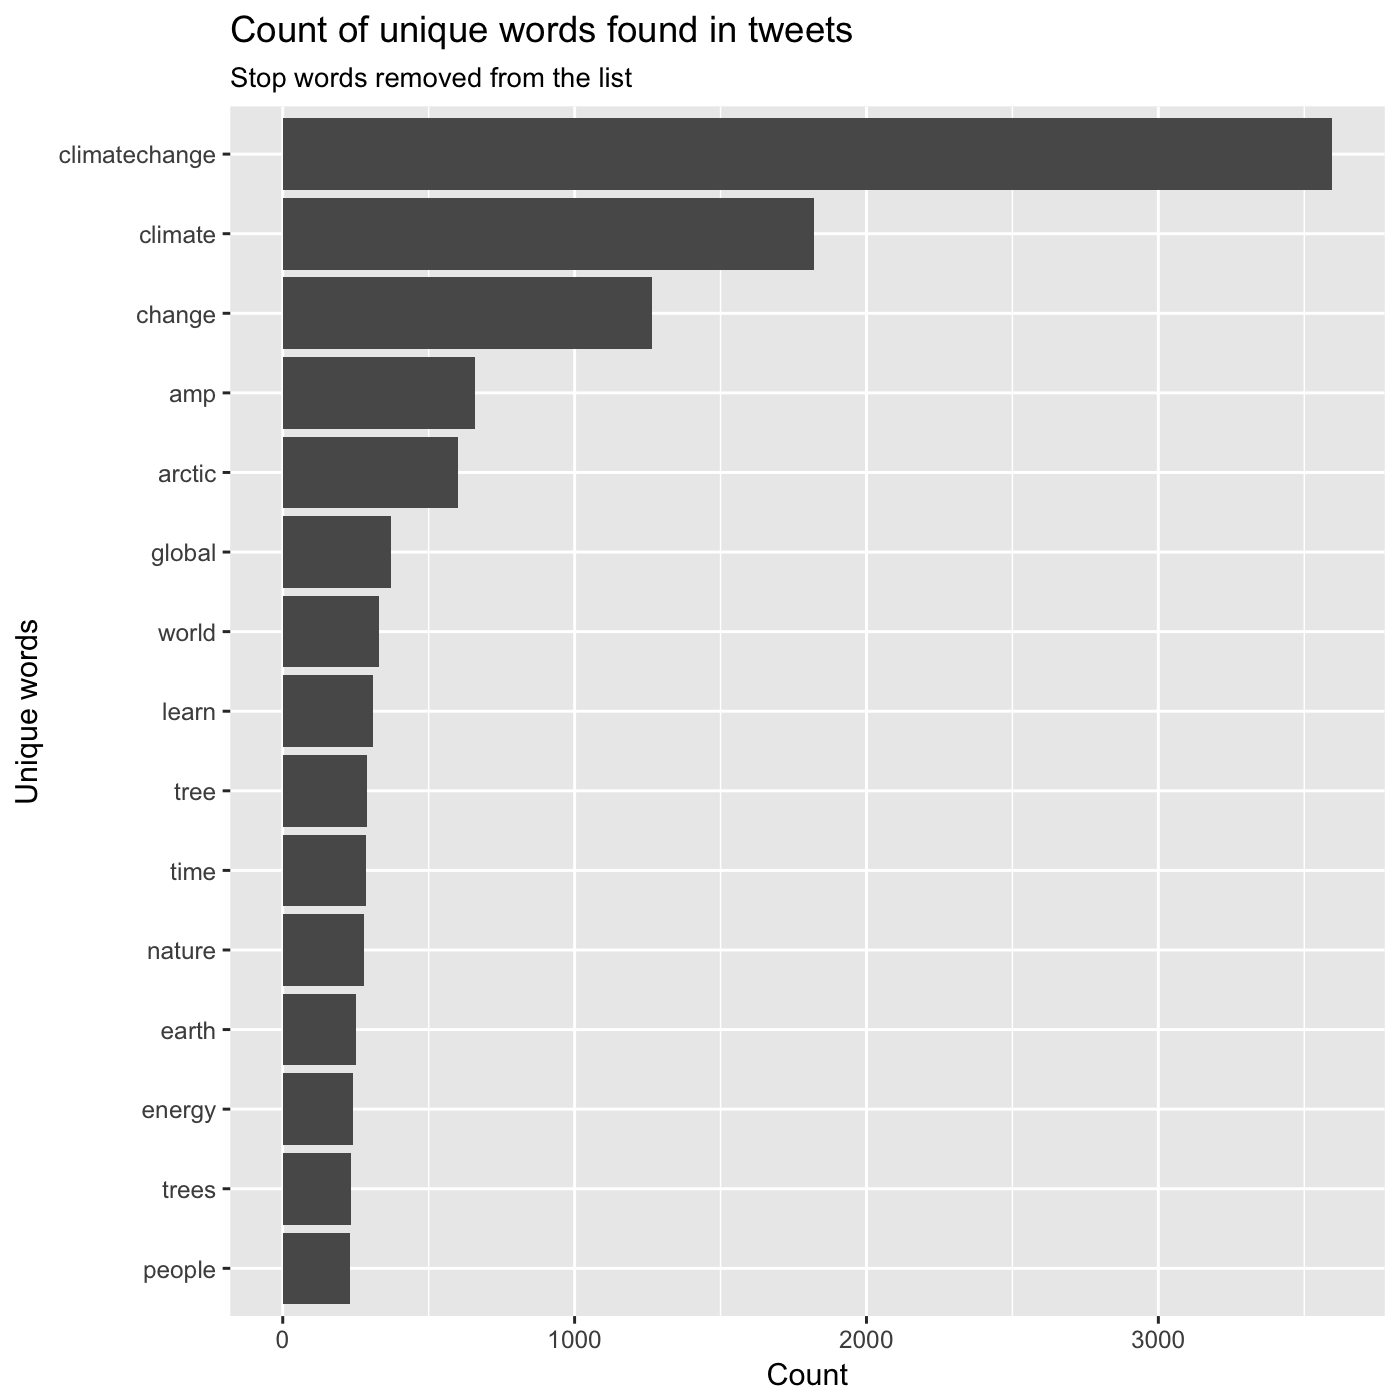 Count of unique words found in tweets
Stop words removed from the list
climatechange
climate
change
amp
arctic
global
world
learn
tree
time
nature
earth
energy
trees
people
Unique words
0 1000 2000 3000
Count